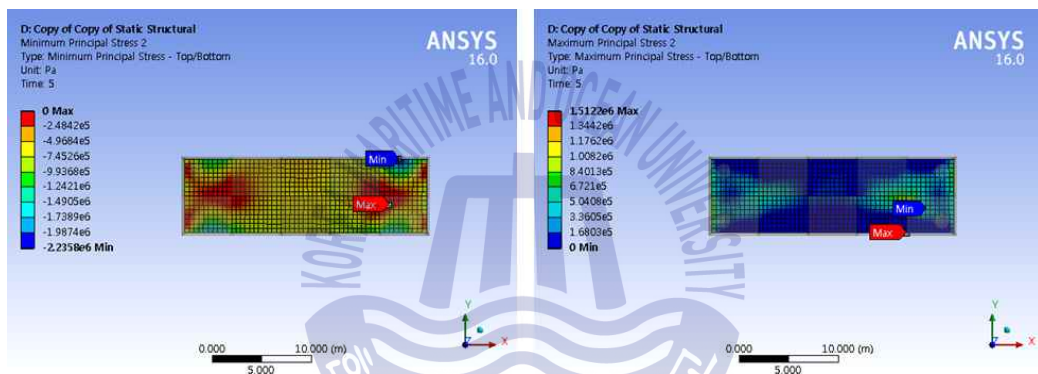 D: Copy of Copy of Static Structural
Minimum Principal Stress 2
Type: Minimum Principal Stress - Top/Bottom
Unit: Pa
Time: 5
ANSYS
16.0
0 Max
-2.4842e5
-4.9684e5
-7.4526e5
-9.9368e5
-1.2421e6
-1.4905e6
-1.7389e6
-1.9874e6
-2.2358e6 Min
Min
Max
Y
X
0.000
10.000 (m)
5.000
D: Copy of Copy of Static Structural
Maximum Principal Stress 2
Type: Maximum Principal Stress - Top/Bottom
Unit: Pa
Time: 5
ANSYS
16.0
1.5122e6 Max
1.3442e6
1.1762e6
1.0082e6
8.4013e5
6.721e5
5.0408e5
3.3605e5
1.6803e5
0 Min
Min
Max
Y
X
0.000
10.000 (m)
5.000
MARITIME AND OCEAN UNIVERSITY